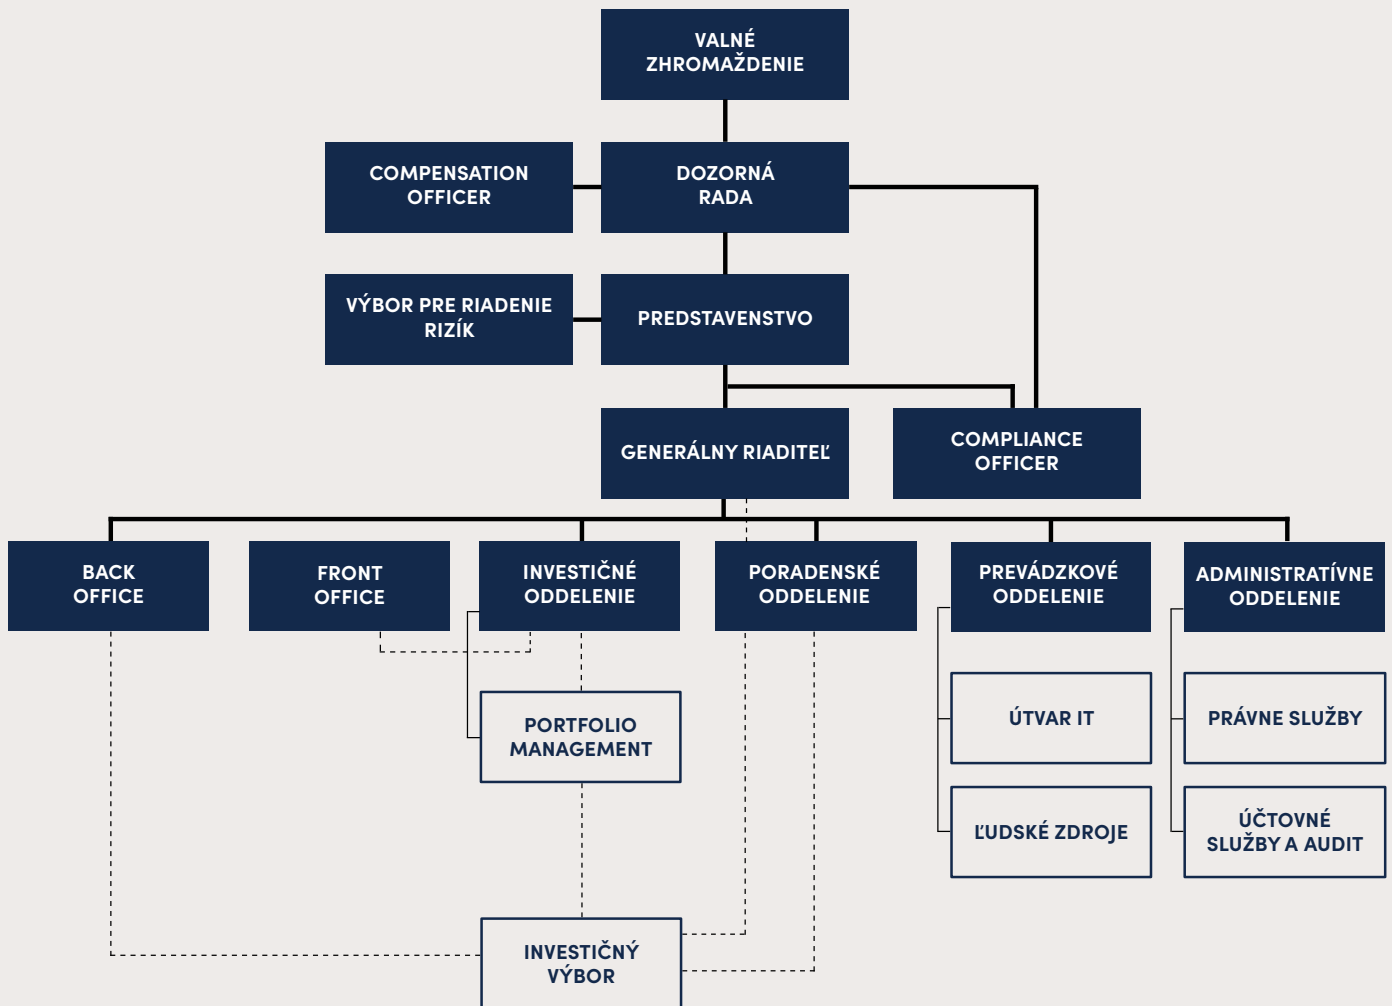 VALNÉ
ZHROMAŽDENIE
COMPENSATION
OFFICER
DOZORNÁ
RADA
VÝBOR PRE RIADENIE
RIZÍK
PREDSTAVENSTVO
GENERÁLNY RIADITEĽ
COMPLIANCE
OFFICER
BACK
OFFICE
FRONT
OFFICE
INVESTIČNÉ
ODDELENIE
PORADENSKÉ
ODDELENIE
PREVÁDZKOVÉ
ODDELENIE
ADMINISTRATÍVNE
ODDELENIE
PORTFOLIO
MANAGEMENT
ÚTVAR IT
PRÁVNE SLUŽBY
ĽUDSKÉ ZDROJE
ÚČTOVNÉ
SLUŽBY A AUDIT
INVESTIČNÝ
VÝBOR